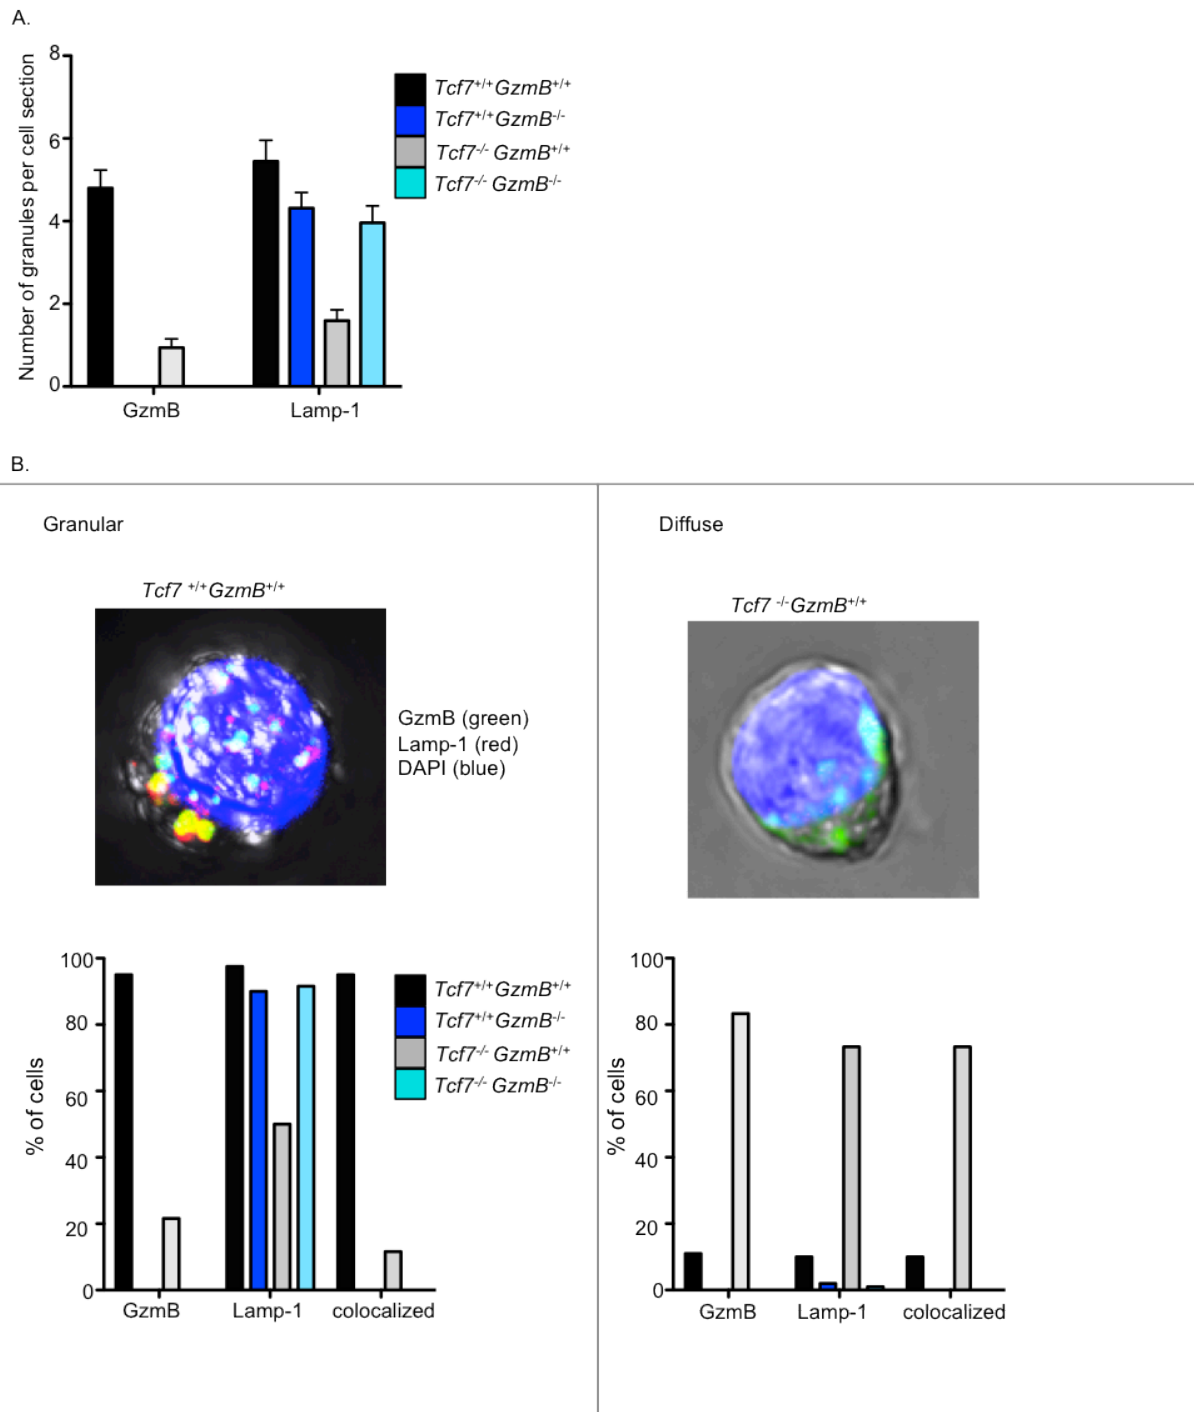 A.
Number of granules per cell section
8
6
4
2
0
GzmB
Lamp-1
Tcf7+/+GzmB+/+
Tcf7+/+GzmB-/-
Tcf7-/- GzmB+/+
Tcf7-/- GzmB-/-
B.
Granular
Tcf7 +/+GzmB+/+
GzmB (green)
Lamp-1 (red)
DAPI (blue)
% of cells
100
80
60
40
20
0
GzmB
Lamp-1
colocalized
Tcf7+/+GzmB+/+
Tcf7+/+GzmB-/-
Tcf7-/- GzmB+/+
Tcf7-/- GzmB-/-
Diffuse
Tcf7 -/-GzmB+/+
% of cells
100
80
60
40
20
0
GzmB
Lamp-1
colocalized